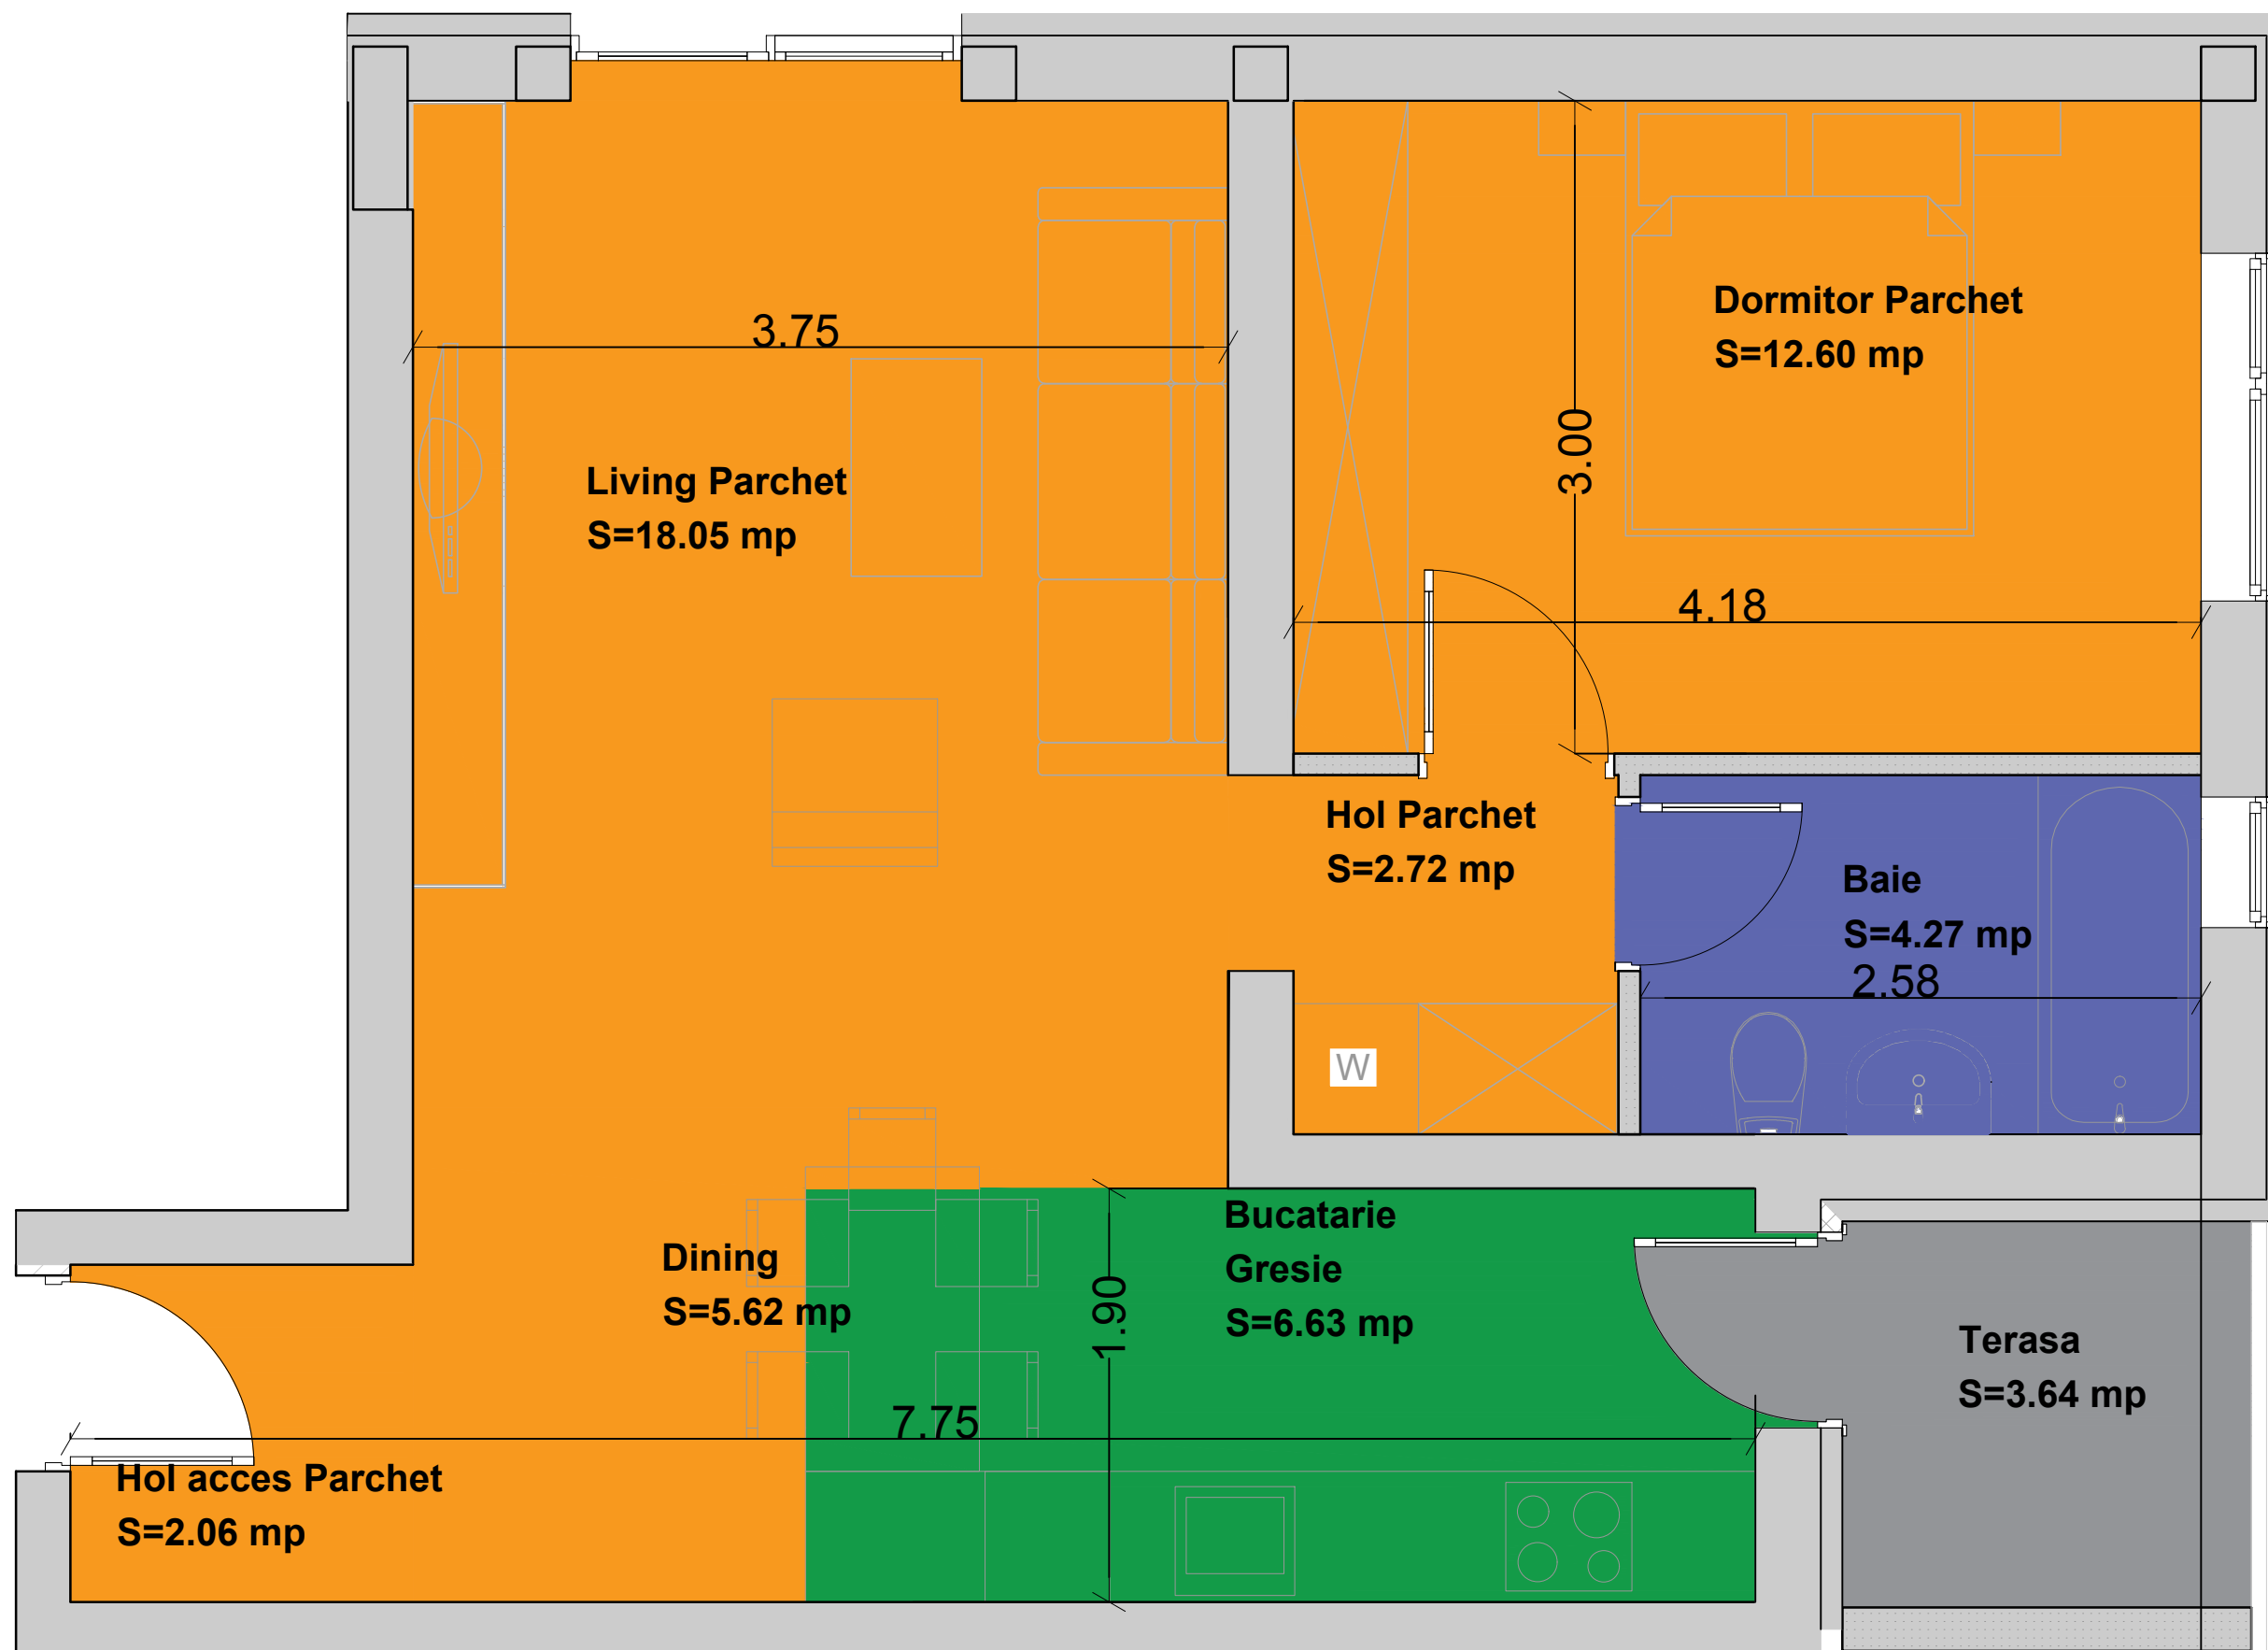 3.75
Dormitor Parchet
S=12.60 mp
3.00
Living Parchet
S=18.05 mp
4.18
Hol Parchet
S=2.72 mp
Baie
S=4.27 mp
2.58
W
Bucatarie
Gresie
S=6.63 mp
Dining
S=5.62 mp
1.90
Terasa
S=3.64 mp
7.75
Hol acces Parchet
S=2.06 mp